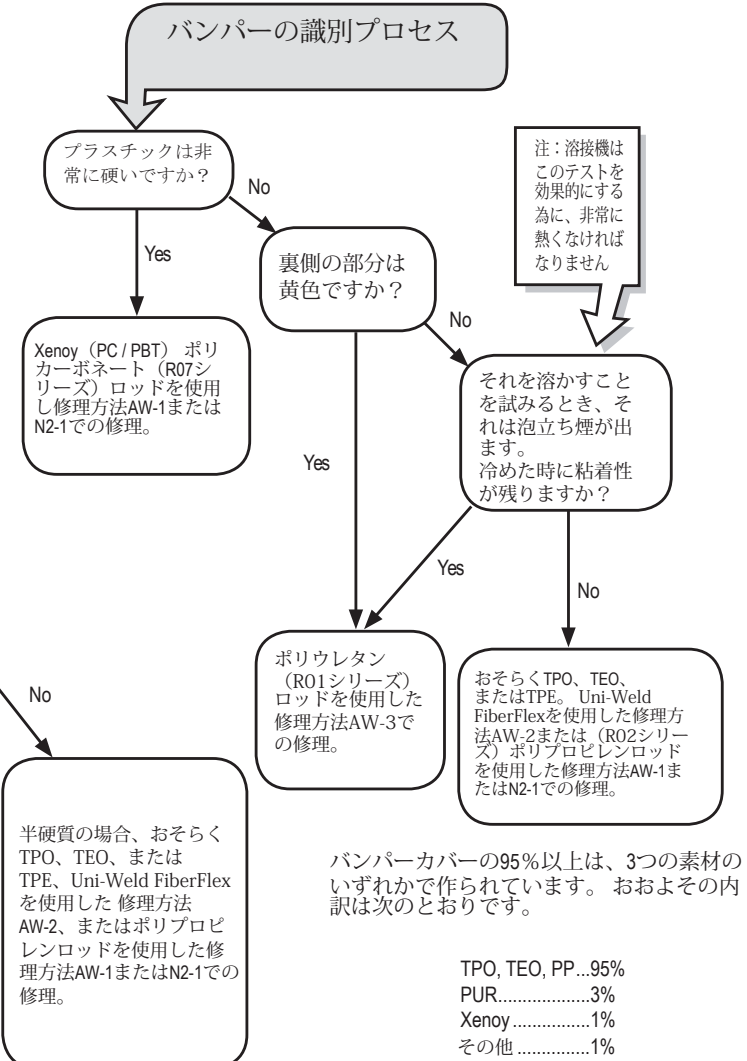 バンパーの識別プロセス
プラスチックは非
常に硬いですか？
No
Yes
注：溶接機は
このテストを
効果的にする
為に、非常に
熱くなければ
なりません
裏側の部分は
黄色ですか？
No
Yes
Xenoy（PC / PBT） ポリ
カーボネート（R07シ
リーズ）ロッドを使用
し修理方法AW-1または
N2-1での修理。
それを溶かすこと
を試みるとき、そ
れは泡立ち煙が出
ます。
冷めた時に粘着性
が残りますか？
Yes
No
ポリウレタン
（R01シリーズ）
ロッドを使用した
修理方法AW-3で
の修理。
おそらくTPO、TEO、
またはTPE。 Uni-Weld
FiberFlexを使用した修理方
法AW-2または（R02シリー
ズ）ポリプロピレンロッド
を使用した修理方法AW-1ま
たはN2-1での修理。
No
半硬質の場合、おそらく
TPO、TEO、または
TPE、Uni-Weld FiberFlex
を使用した 修理方法
AW-2、またはポリプロピ
レンロッドを使用した修
理方法AW-1またはN2-1での
修理。
バンパーカバーの95％以上は、3つの素材の
いずれかで作られています。 おおよその内
訳は次のとおりです。
TPO, TEO, PP...95%
PUR...................3%
Xenoy................1%
その他 ...............1%